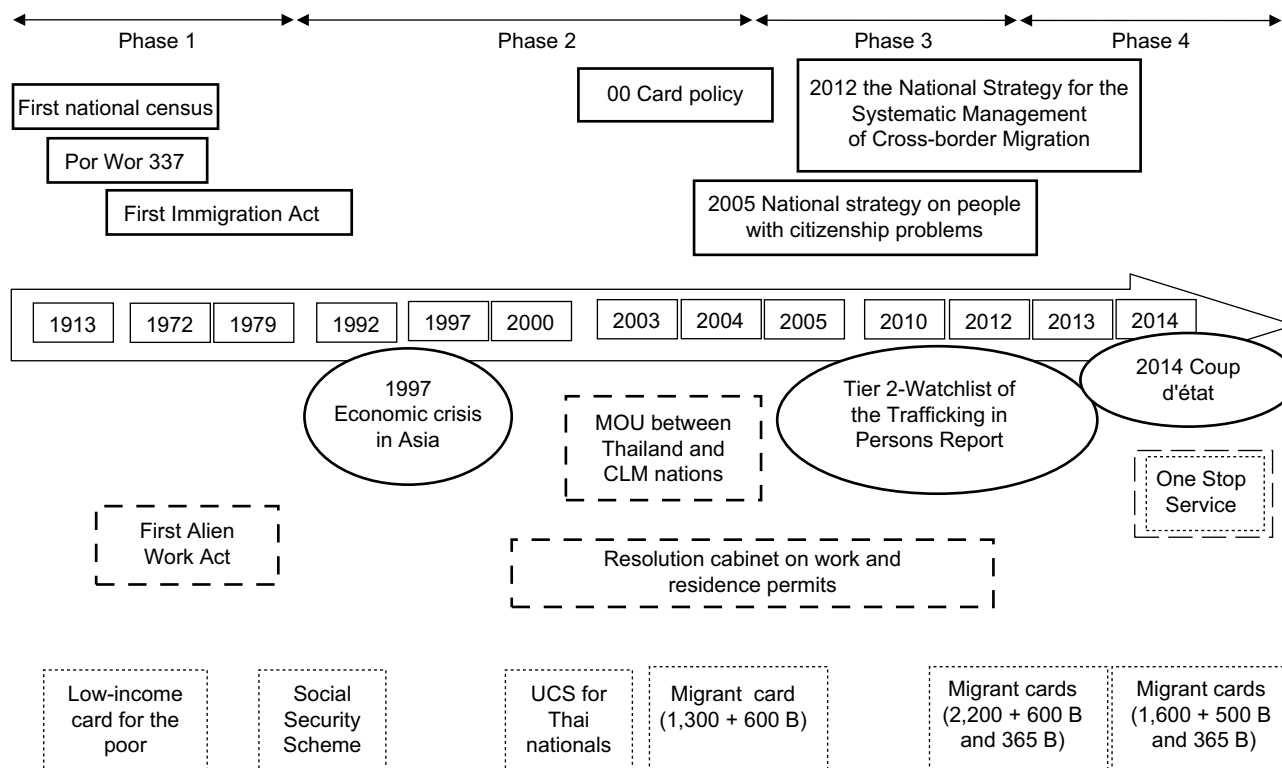 Phase 1
Phase 2
Phase 3
Phase 4
First national census
Por Wor 337
First Immigration Act
00 Card policy
2012 the National Strategy for the
Systematic Management
of Cross-border Migration
2005 National strategy on people
with citizenship problems
1913
1972
1979
1992
1997
2000
2003
2004
2005
2010
2012
2013
2014
1997
Economic crisis
in Asia
Tier 2-Watchlist of
the Trafficking in
Persons Report
2014 Coup
d'état
MOU between
Thailand and
CLM nations
One Stop
Service
First Alien
Work Act
Resolution cabinet on work and
residence permits
Low-income
card for the
poor
Social
Security
Scheme
UCS for
Thai
nationals
Migrant card
(1,300 + 600 B)
Migrant cards
(2,200 + 600 B
and 365 B)
Migrant cards
(1,600 + 500 B
and 365 B)